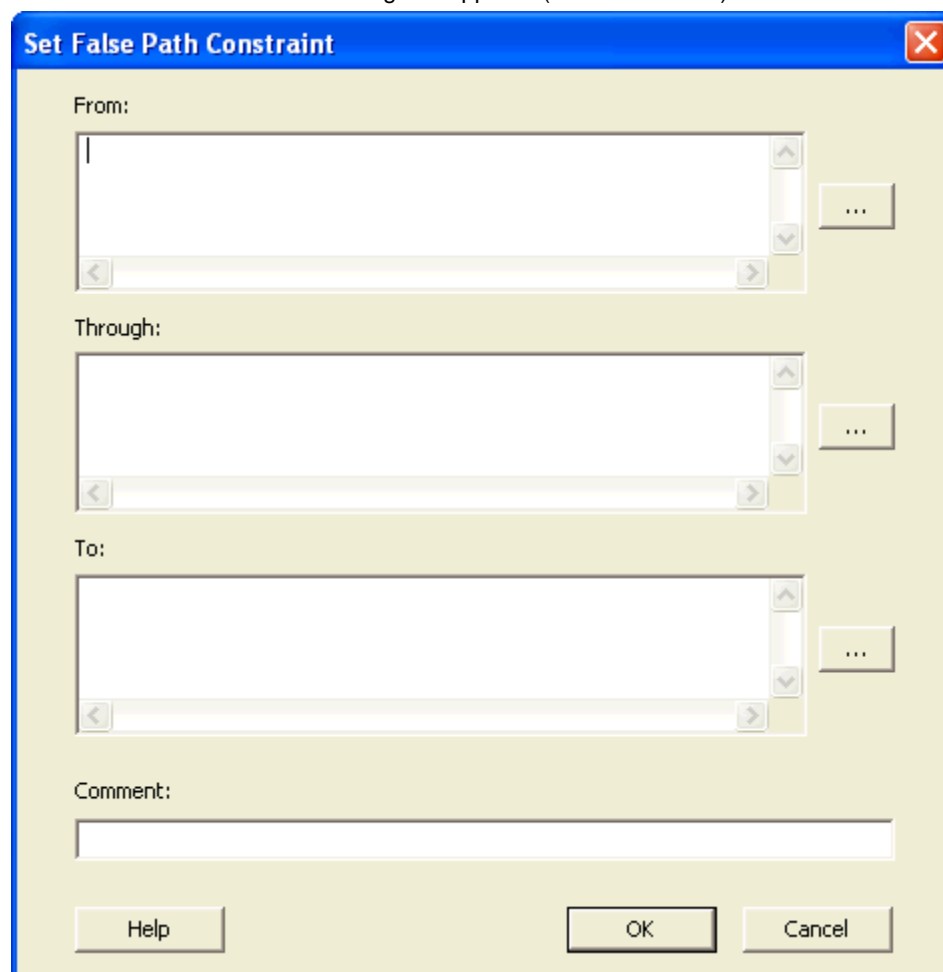 Set False Path Constraint
From:
...
Through:
...
To:
...
Comment:
Help
OK
Cancel